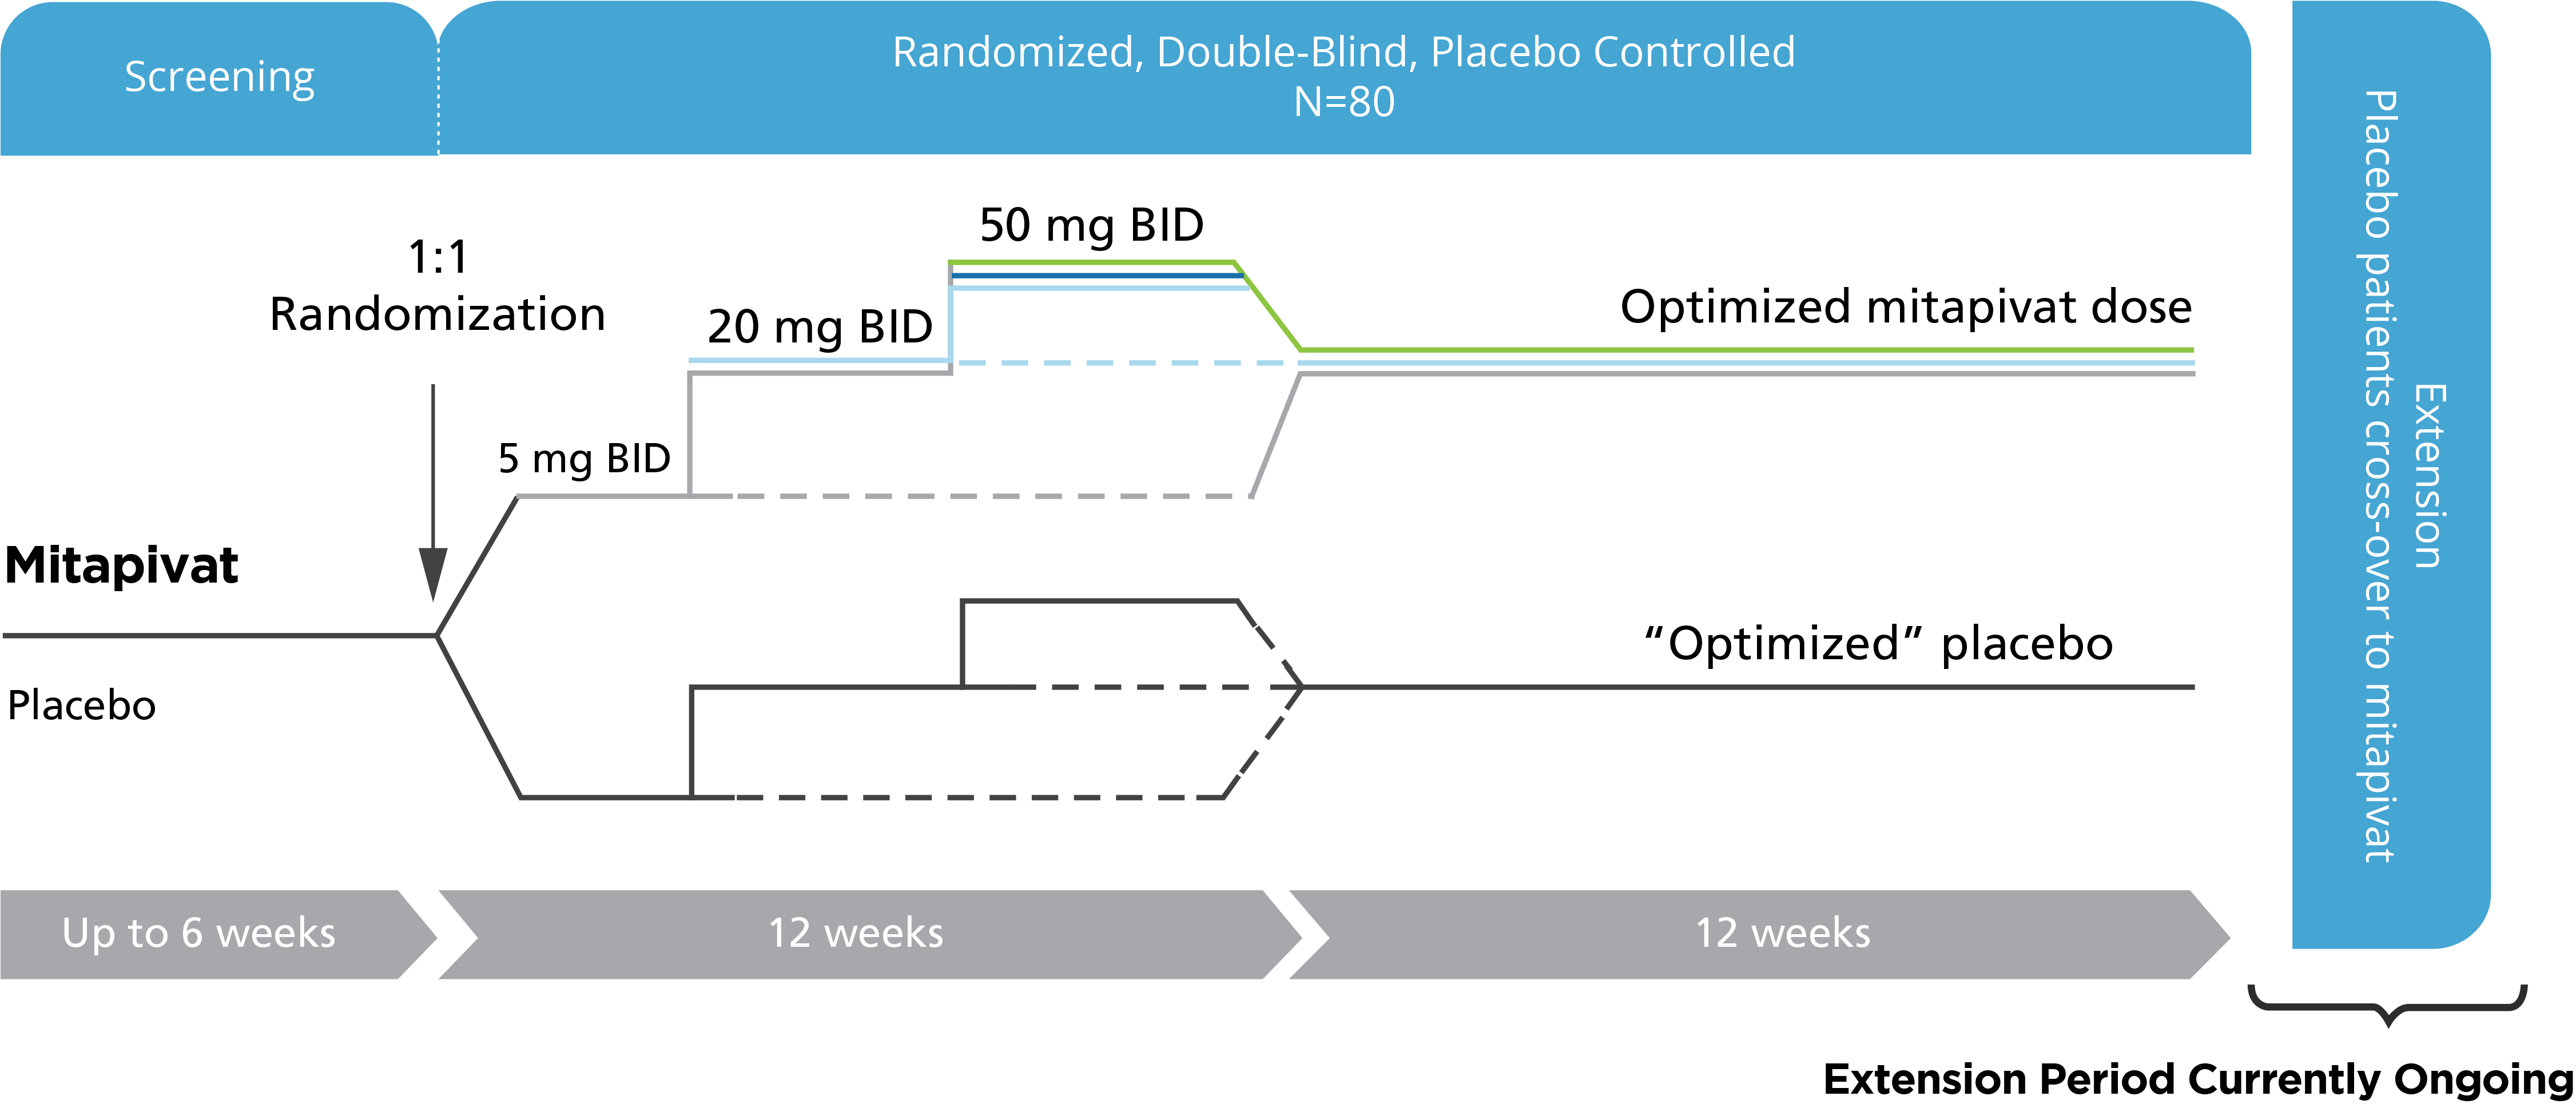 Screening
Randomized, Double-Blind, Placebo Controlled
N=80
1:1
Randomization
50 mg BID
20 mg BID
5 mg BID
Optimized mitapivat dose
Mitapivat
Placebo
“Optimized” placebo
Extension
Placebo patients cross-over to mitapivat
Up to 6 weeks
12 weeks
12 weeks
Extension Period Currently Ongoing